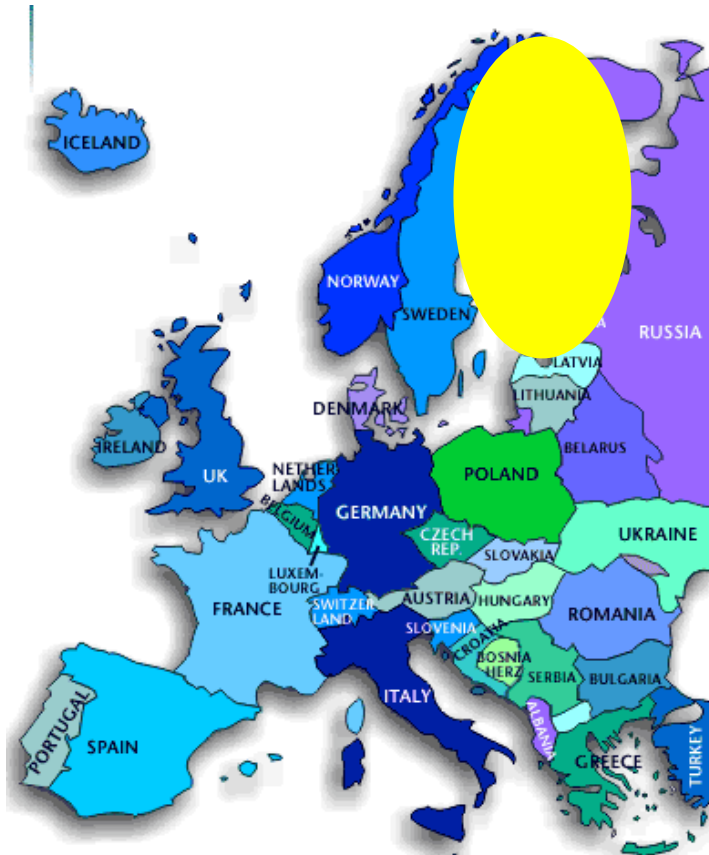 ICELAND
NORWAY
SWEDEN
RUSSIA
LATVIA
LITHUANIA
DENMARK
BELARUS
IRELAND
UK
NETHER
LANDS
POLAND
BELGIUM
GERMANY
CZECH
REP.
UKRAINE
SLOVAKIA
LUXEM-
BOURG
FRANCE
SWITZER
LAND
AUSTRIA
HUNGARY
ROMANIA
SLOVENIA
CROATIA
BOSNIA
HERZ
SERBIA
BULGARIA
ITALY
ALBANIA
PORTUGAL
SPAIN
GREECE
TURKEY